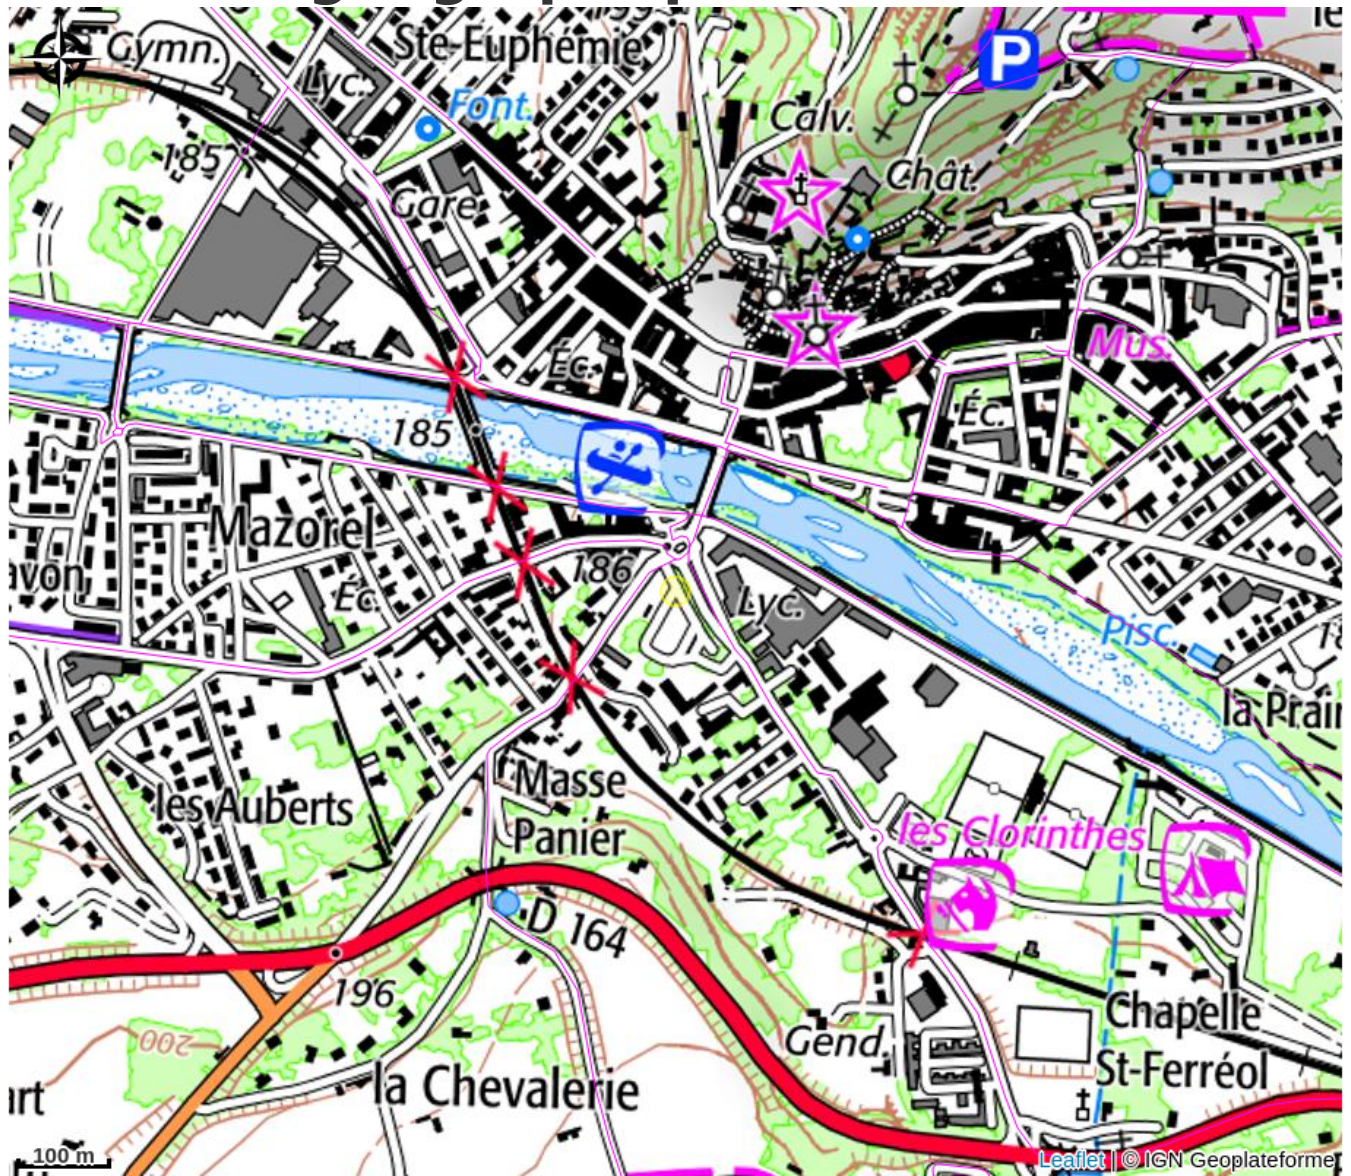 Gymn.
Ste-Euphémie
Lyc.
Font.
P
Calv.
185
Gare
Chât.
Éc.
Mus.
Éc.
185
Mazorel
avon
186
Éc.
Lyc.
Pisc.
la Prair
Masse
Panier
les Auberts
les Clorinthes
D 164
196
200
Gend.
Chapelle
St-Ferréol
la Chevalerie
art
100 m
Leaflet | © IGN Geoplateforme